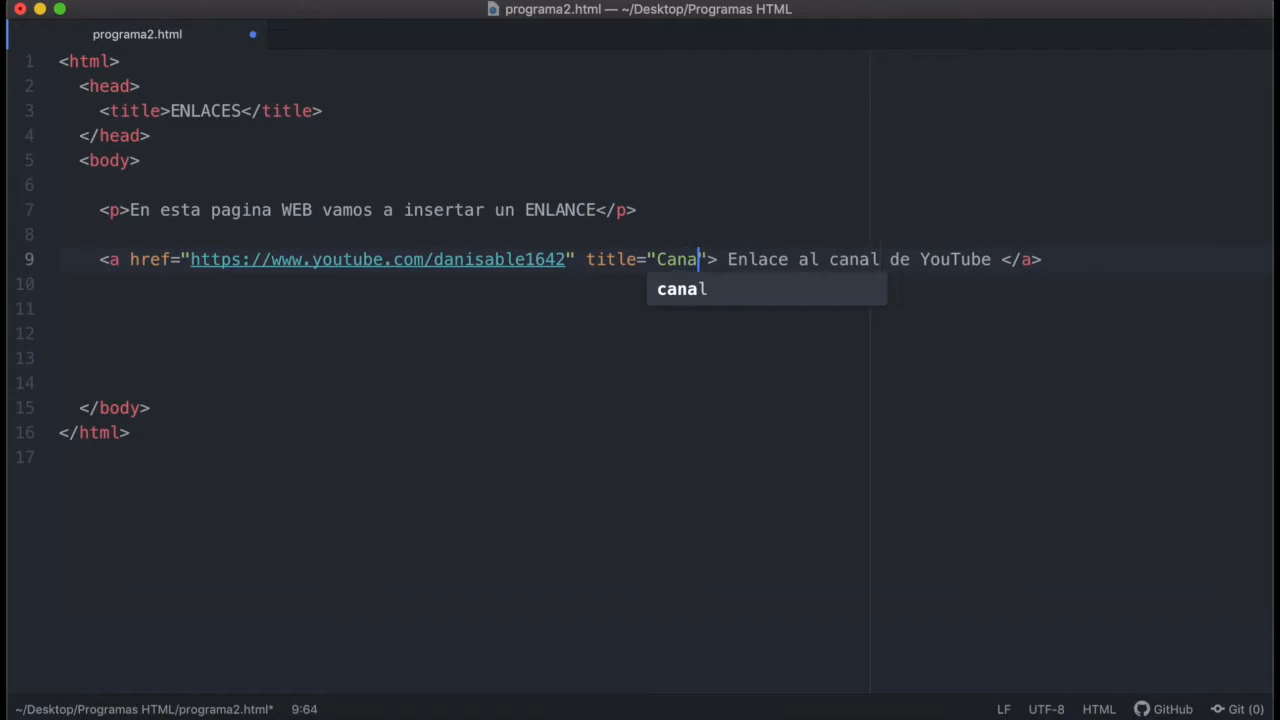 programa2.html — ~/Desktop/Programas HTML
programa2.html
1 <html>
2 <head>
3 <title>ENLACES</title>
4 </head>
5 <body>
6
7 <p>En esta pagina WEB vamos a insertar un ENLANCE</p>
8
9 <a href="https://www.youtube.com/danisable1642" title="Cana"> Enlace al canal de YouTube </a>
canal
10
11
12
13
14
15 </body>
16 </html>
17
~/Desktop/Programas HTML/programa2.html* 9:64 LF UTF-8 HTML GitHub Git (0)